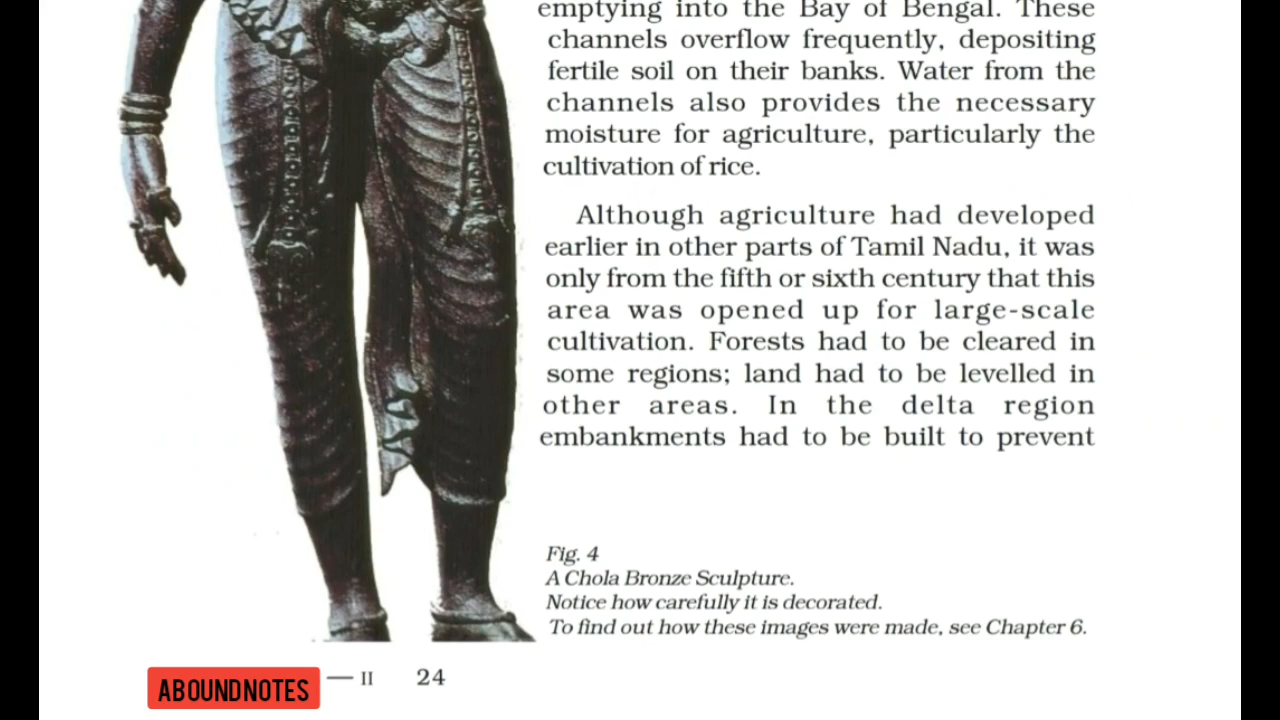 emptying into the Bay of Bengal. These
channels overflow frequently, depositing
fertile soil on their banks. Water from the
channels also provides the necessary
moisture for agriculture, particularly the
cultivation of rice.
Although agriculture had developed
earlier in other parts of Tamil Nadu, it was
only from the fifth or sixth century that this
area was opened up for large-scale
cultivation. Forests had to be cleared in
some regions; land had to be levelled in
other areas. In the delta region
embankments had to be built to prevent
Fig. 4
A Chola Bronze Sculpture.
Notice how carefully it is decorated.
To find out how these images were made, see Chapter 6.
ABOUNDNOTES — II 24